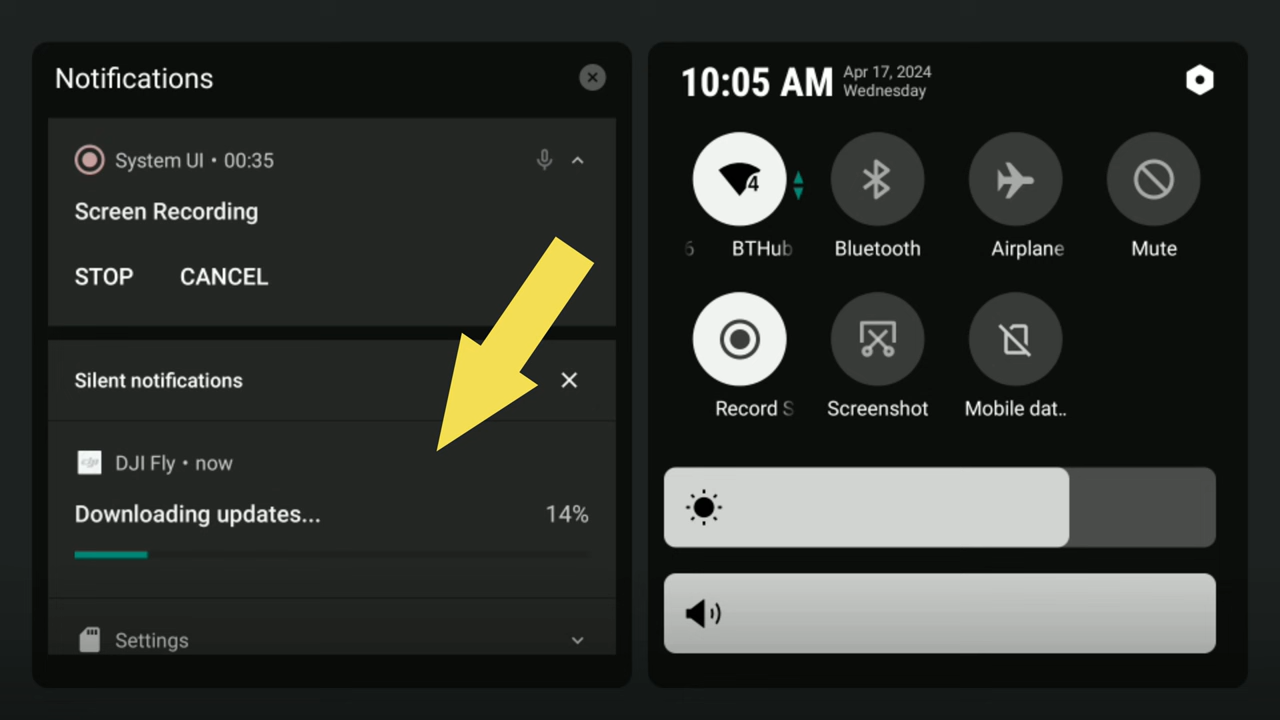 Notifications
System UI • 00:35
Screen Recording
STOP CANCEL
Silent notifications
DJI Fly • now
Downloading updates...
14%
Settings
10:05 AM
Apr 17, 2024
Wednesday
4
6 BTHub
Bluetooth
Airplane
Mute
Record S
Screenshot
Mobile dat..